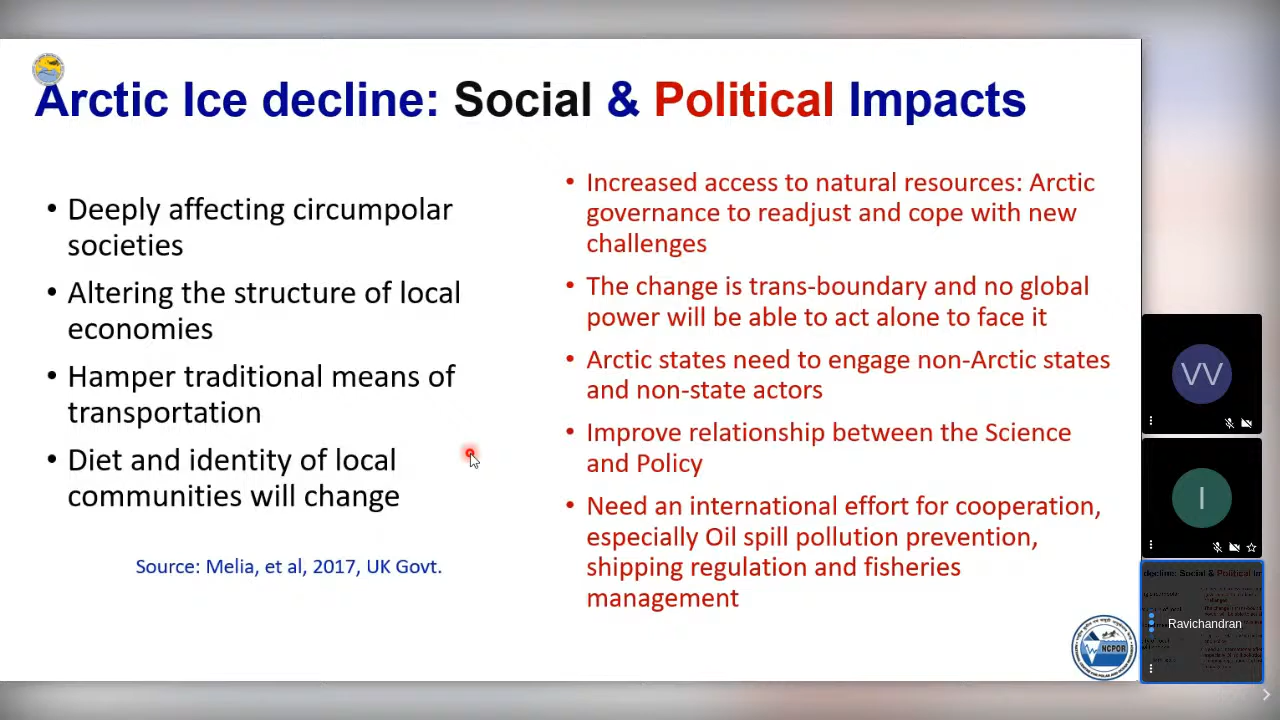 Arctic Ice decline: Social & Political Impacts
• Deeply affecting circumpolar
societies
• Altering the structure of local
economies
• Hamper traditional means of
transportation
• Diet and identity of local
communities will change
Source: Melia, et al, 2017, UK Govt.
• Increased access to natural resources: Arctic
governance to readjust and cope with new
challenges
• The change is trans-boundary and no global
power will be able to act alone to face it
• Arctic states need to engage non-Arctic states
and non-state actors
• Improve relationship between the Science
and Policy
• Need an international effort for cooperation,
especially Oil spill pollution prevention,
shipping regulation and fisheries
management
NCPOR
VV
I
decline: Social & Political Im
Ravichandran